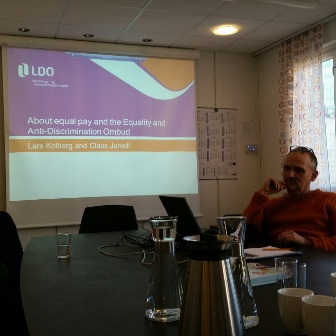 LDO
About equal pay and the Equality and
Anti-Discrimination Ombud
Lars Kolberg and Claus Jervell